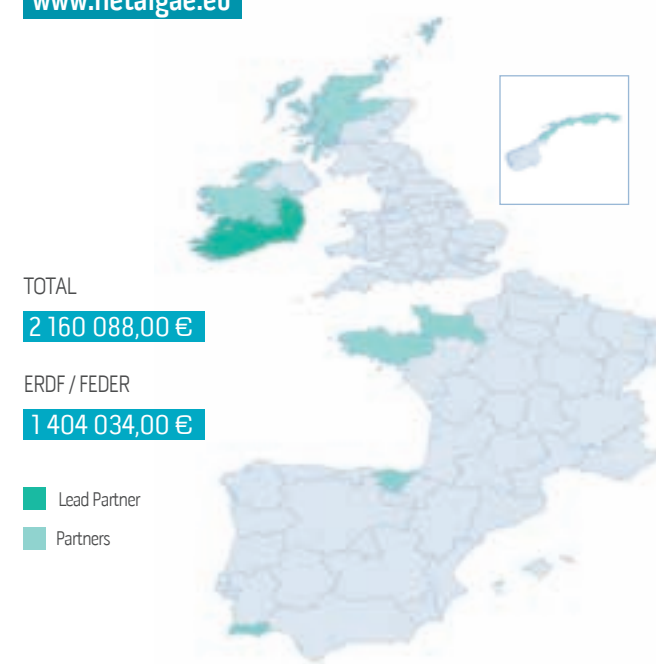 www.netalgae.eu
TOTAL
2 160 088,00 €
ERDF / FEDER
1 404 034,00 €
Lead Partner
Partners